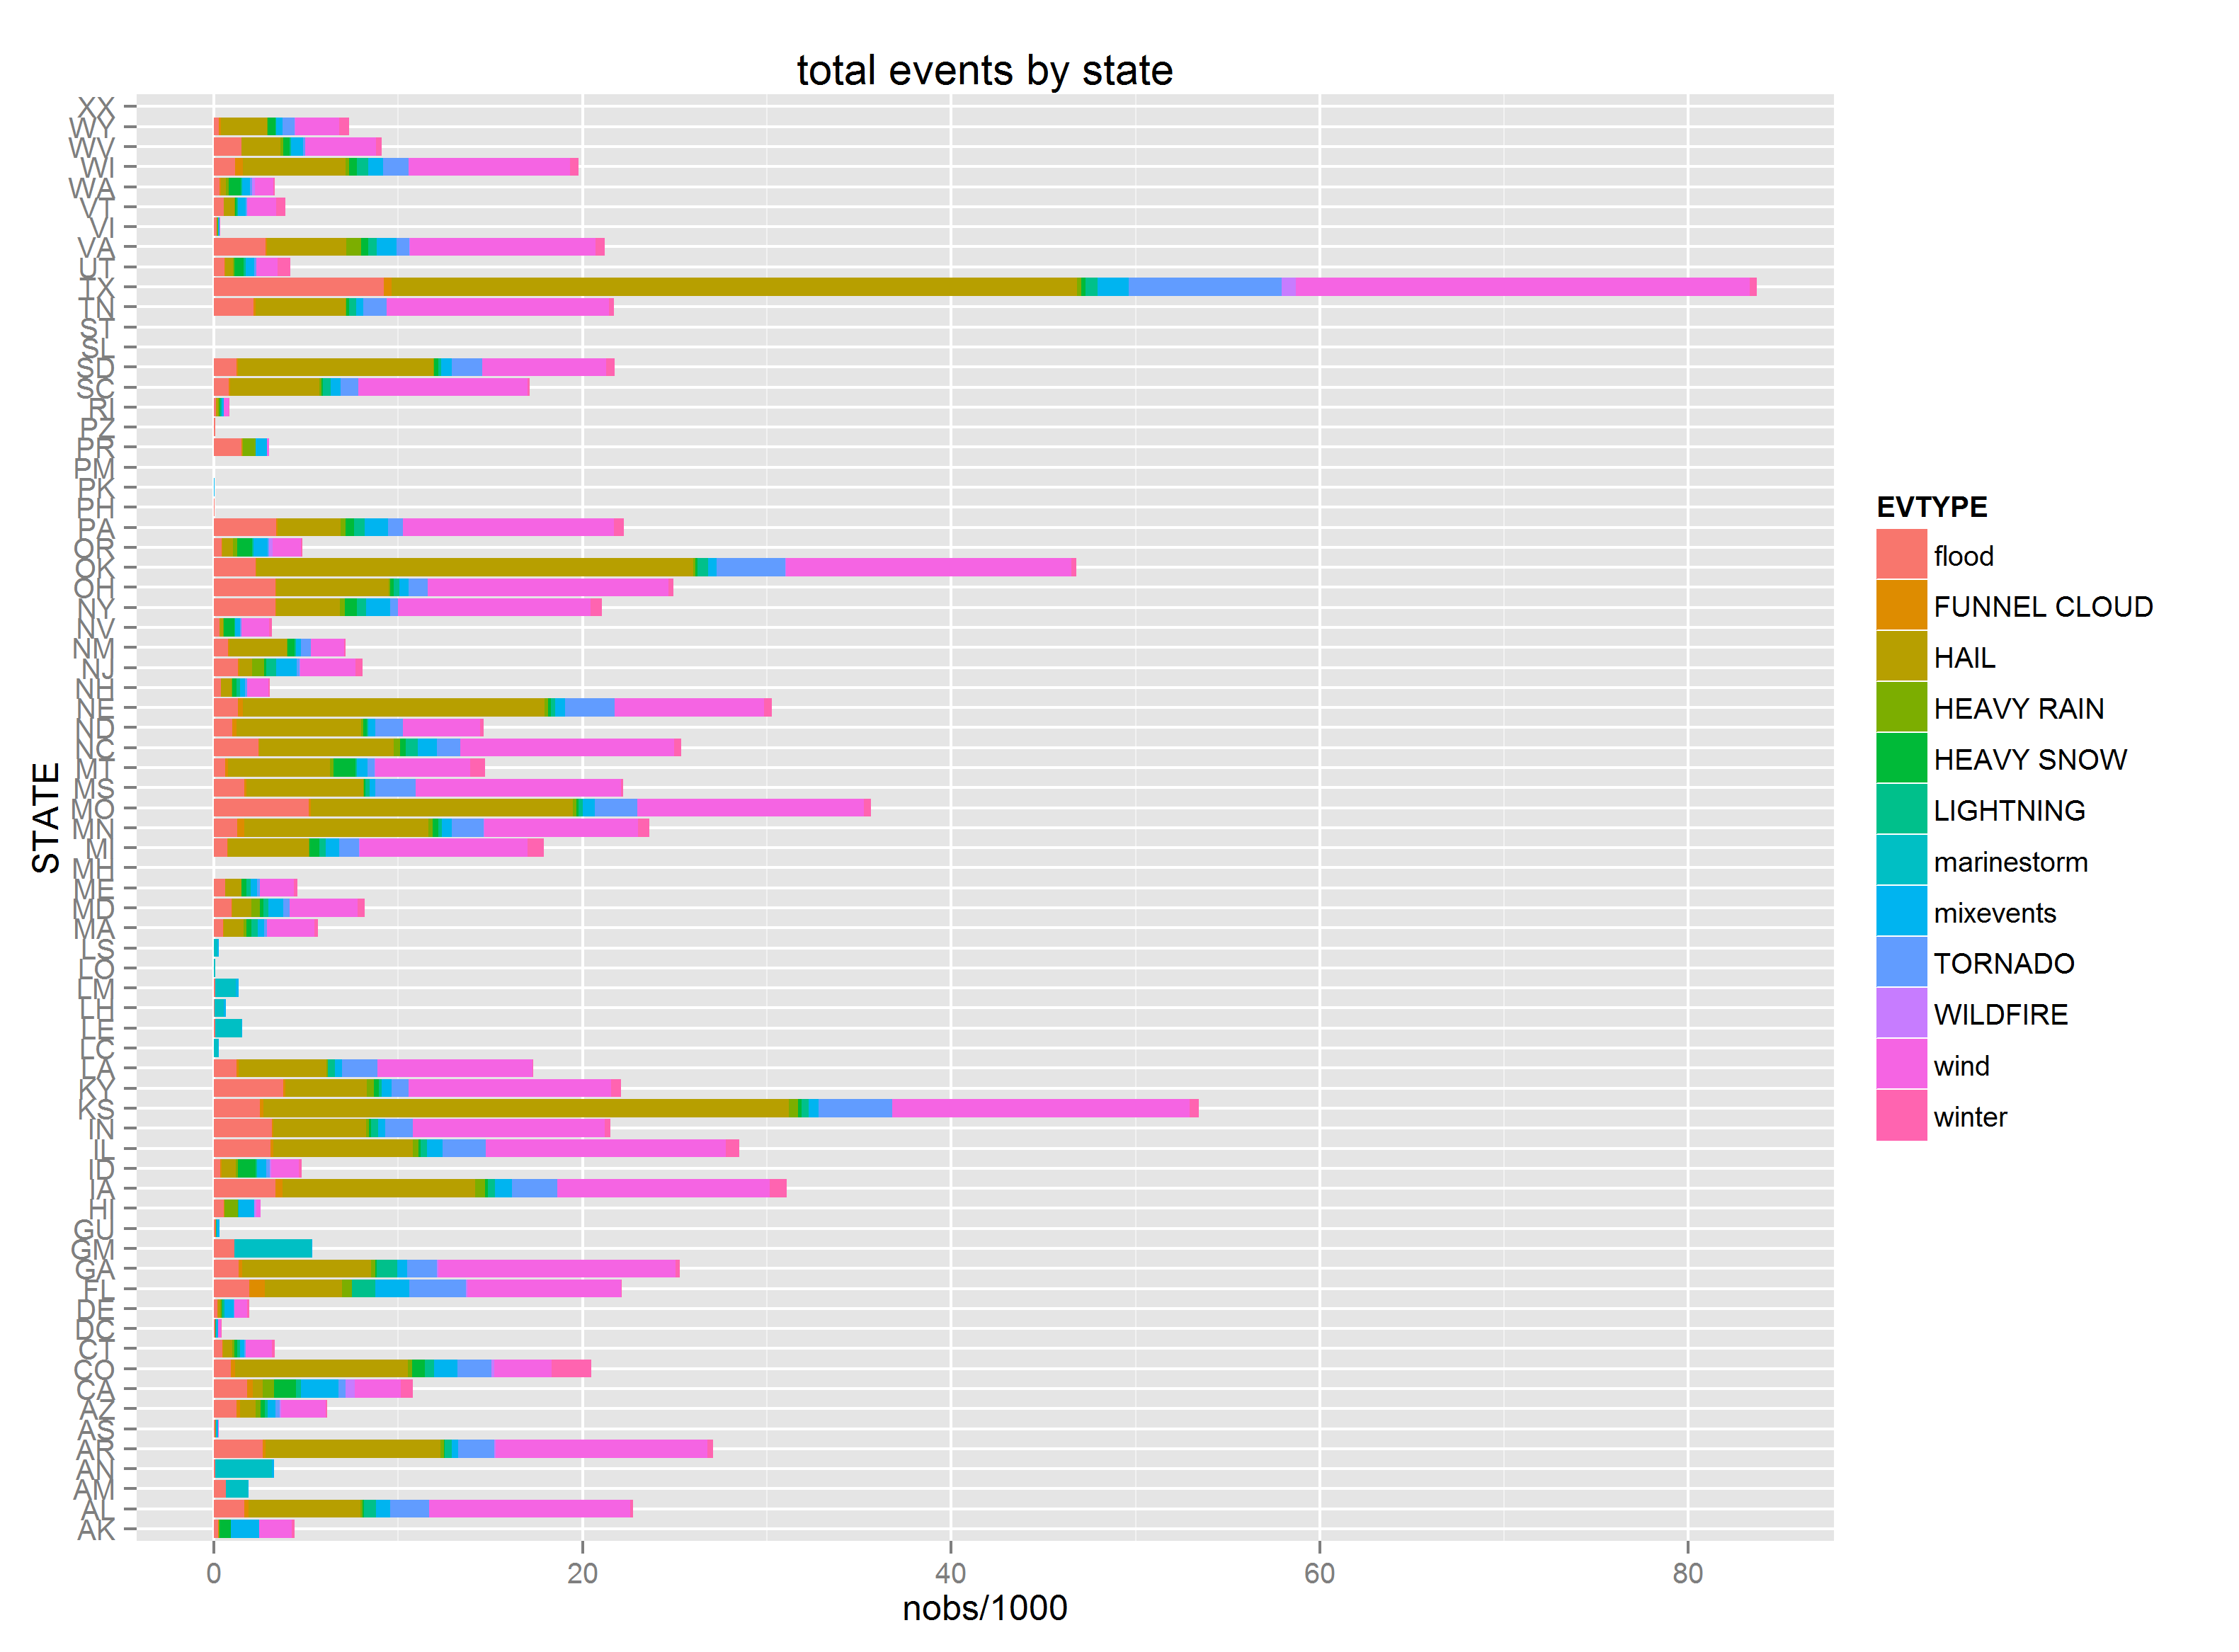 total events by state
XX
WY
WV
WI
WA
VT
VI
VA
UT
TX
TN
ST
SL
SD
SC
RI
PZ
PR
PM
PK
PH
PA
OR
OK
OH
NY
NV
NM
NJ
NH
NE
ND
NC
MT
MS
MO
MN
MI
MH
ME
MD
MA
LS
LO
LM
LH
LE
LC
LA
KY
KS
IN
IL
ID
IA
HI
GU
GM
GA
FL
DE
DC
CT
CO
CA
AZ
AS
AR
AN
AM
AL
AK
STATE
0 20 40 60 80
nobs/1000
EVTYPE
flood
FUNNEL CLOUD
HAIL
HEAVY RAIN
HEAVY SNOW
LIGHTNING
marinestorm
mixevents
TORNADO
WILDFIRE
wind
winter